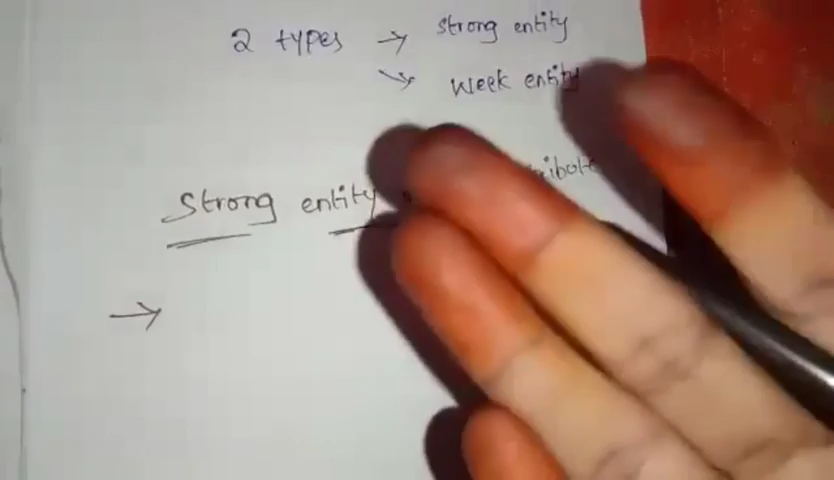 2 types → strong entity
↘ week entity
Strong entity
→